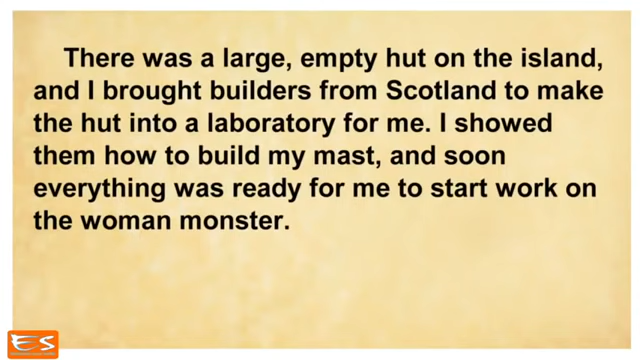 There was a large, empty hut on the island,
and I brought builders from Scotland to make
the hut into a laboratory for me. I showed
them how to build my mast, and soon
everything was ready for me to start work on
the woman monster.
ES